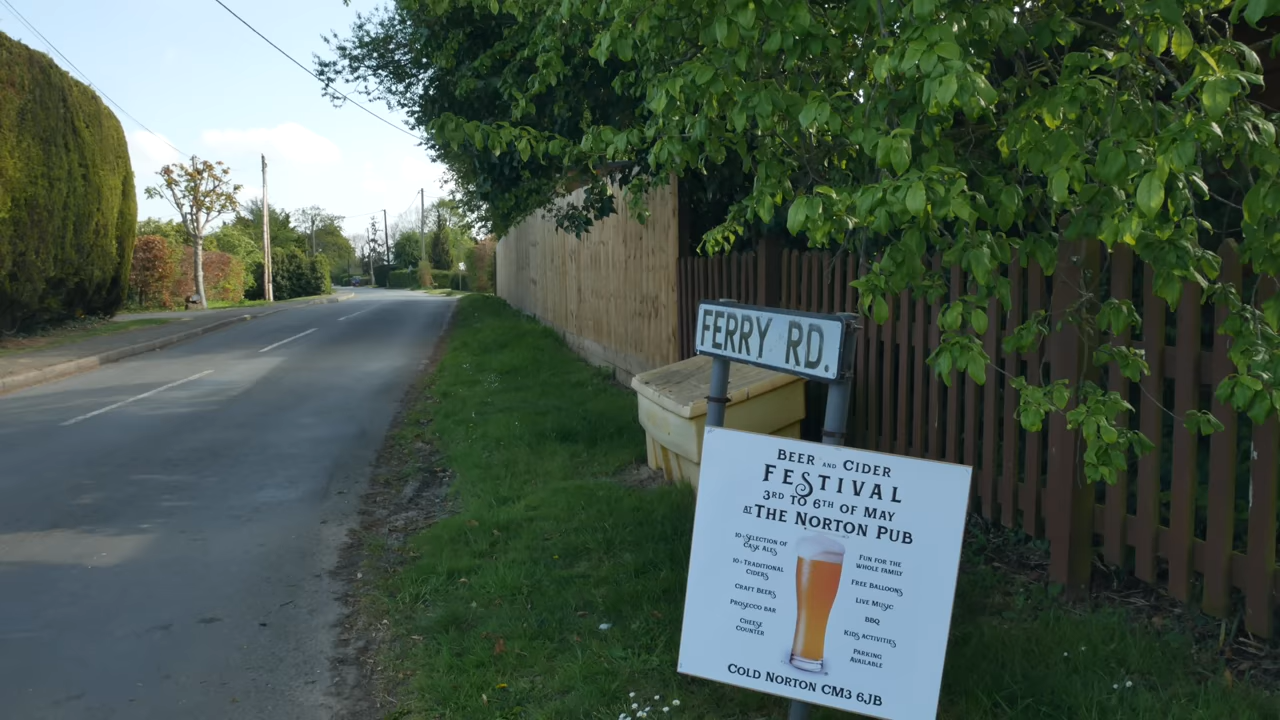 FERRY RD.
BEER AND CIDER
FESTIVAL
3RD TO 6TH OF MAY
AT THE NORTON PUB
10+ SELECTION OF
CASK ALES
10+ TRADITIONAL
CIDERS
CRAFT BEERS
PROSECCO BAR
CHEESE
COUNTER
FUN FOR THE
WHOLE FAMILY
FREE BALLOONS
LIVE MUSIC
BBQ
KIDS ACTIVITIES
PARKING
AVAILABLE
COLD NORTON CM3 6JB